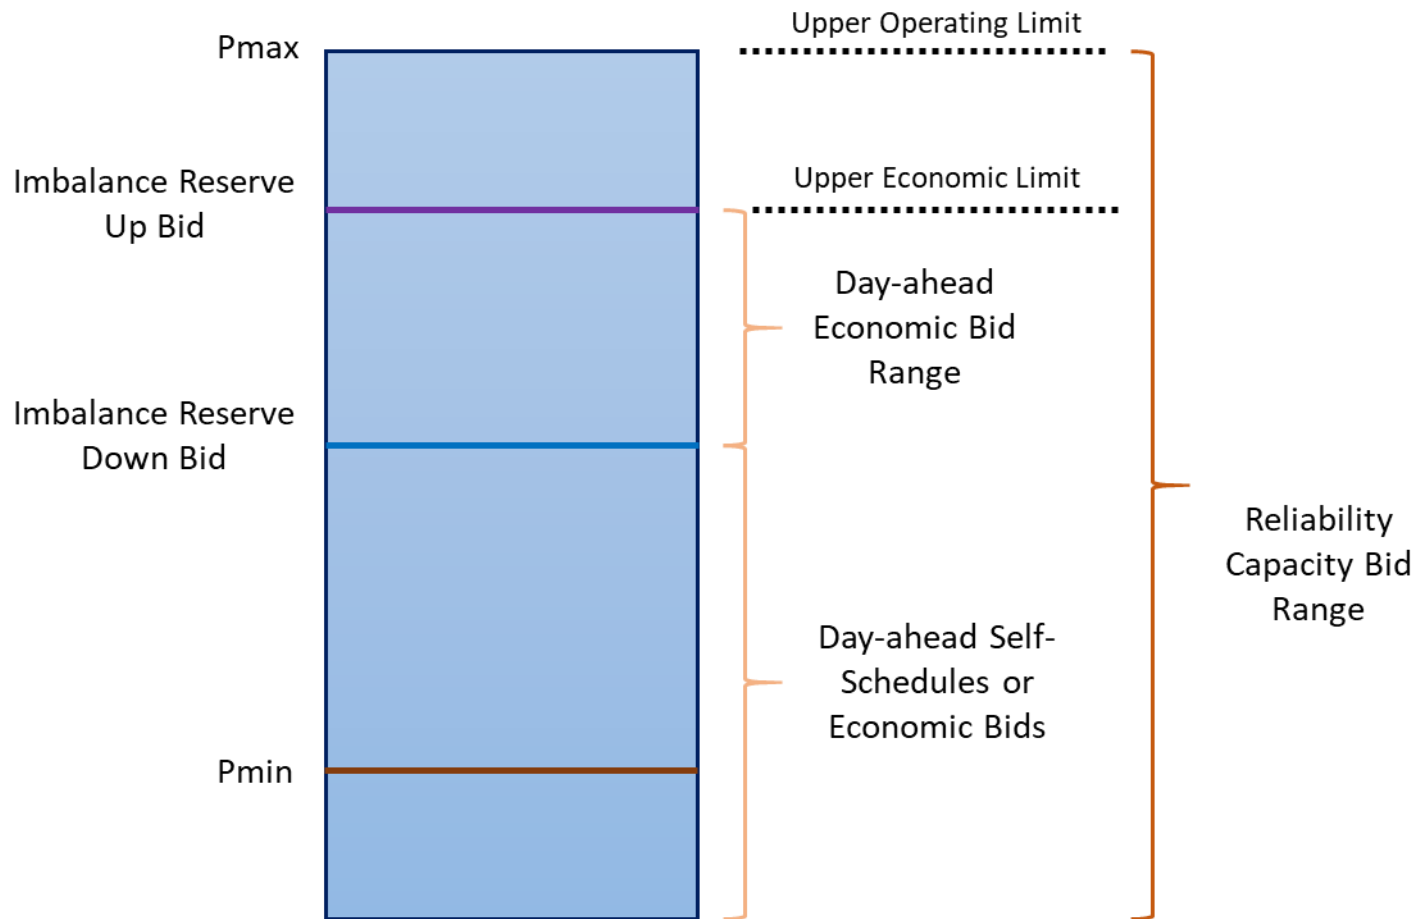 Upper Operating Limit
Pmax
Imbalance Reserve
Up Bid
Upper Economic Limit
Day-ahead
Economic Bid
Range
Imbalance Reserve
Down Bid
Reliability
Capacity Bid
Range
Day-ahead Self-
Schedules or
Economic Bids
Pmin